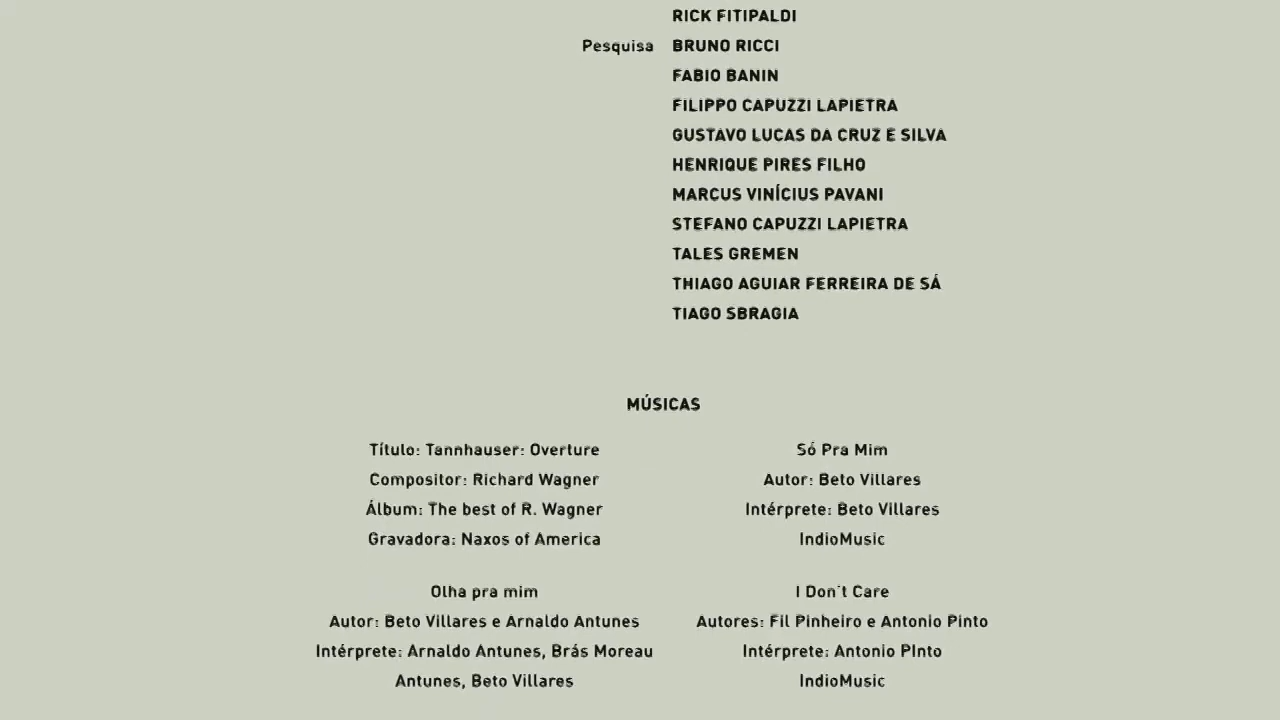 RICK FITIPALDI
Pesquisa BRUNO RICCI
FABIO BANIN
FILIPPO CAPUZZI LAPIETRA
GUSTAVO LUCAS DA CRUZ E SILVA
HENRIQUE PIRES FILHO
MARCUS VINÍCIUS PAVANI
STEFANO CAPUZZI LAPIETRA
TALES GREMEN
THIAGO AGUIAR FERREIRA DE SÁ
TIAGO SBRAGIA
MÚSICAS
Título: Tannhauser: Overture
Compositor: Richard Wagner
Álbum: The best of R. Wagner
Gravadora: Naxos of America
Só Pra Mim
Autor: Beto Villares
Intérprete: Beto Villares
IndioMusic
Olha pra mim
Autor: Beto Villares e Arnaldo Antunes
Intérprete: Arnaldo Antunes, Brás Moreau
Antunes, Beto Villares
I Don't Care
Autores: Fil Pinheiro e Antonio Pinto
Intérprete: Antonio PInto
IndioMusic